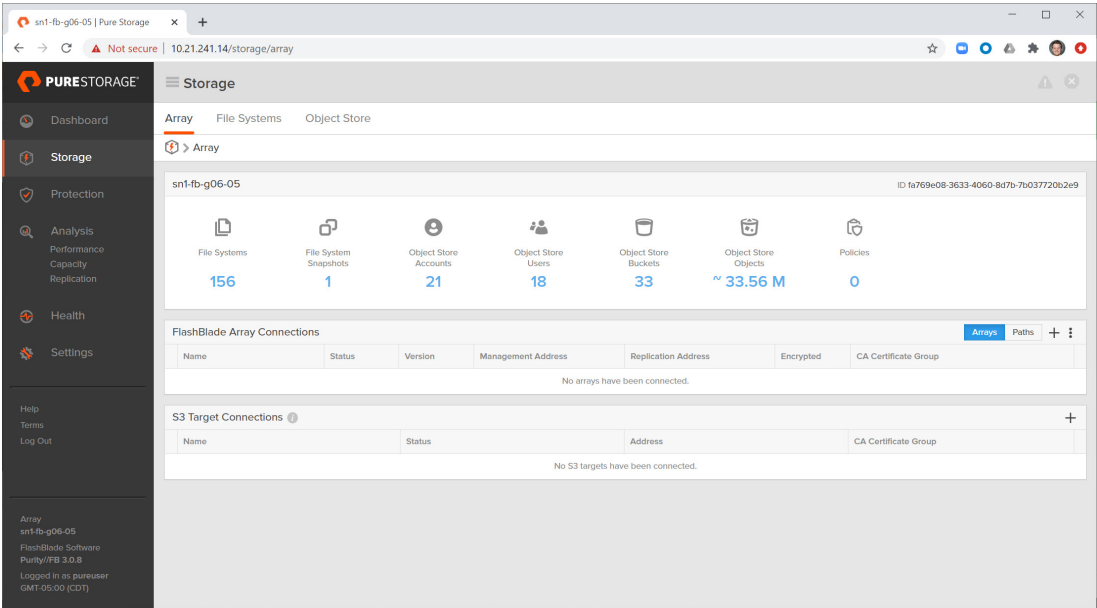 sn1-fb-g06-05 | Pure Storage
Not secure | 10.21.241.14/storage/array
PURESTORAGE®
Storage
Dashboard
Storage
Protection
Analysis
Performance
Capacity
Replication
Health
Settings
Help
Terms
Log Out
Array
sn1-fb-g06-05
FlashBlade Software
Purity//FB 3.0.8
Logged in as pureuser
GMT-05:00 (CDT)
Array File Systems Object Store
> Array
sn1-fb-g06-05 ID fa769e08-3633-4060-8d7b-7b037720b2e9
File Systems
156
File System
Snapshots
1
Object Store
Accounts
21
Object Store
Users
18
Object Store
Buckets
33
Object Store
Objects
~ 33.56 M
Policies
0
FlashBlade Array Connections Arrays Paths
Name Status Version Management Address Replication Address Encrypted CA Certificate Group
No arrays have been connected.
S3 Target Connections
Name Status Address CA Certificate Group
No S3 targets have been connected.